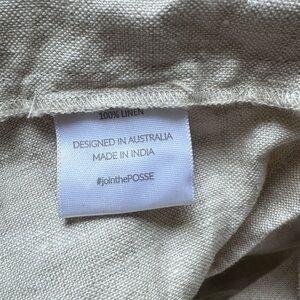 100% LINEN
DESIGNED IN AUSTRALIA
MADE IN INDIA
#jointhePOSSE